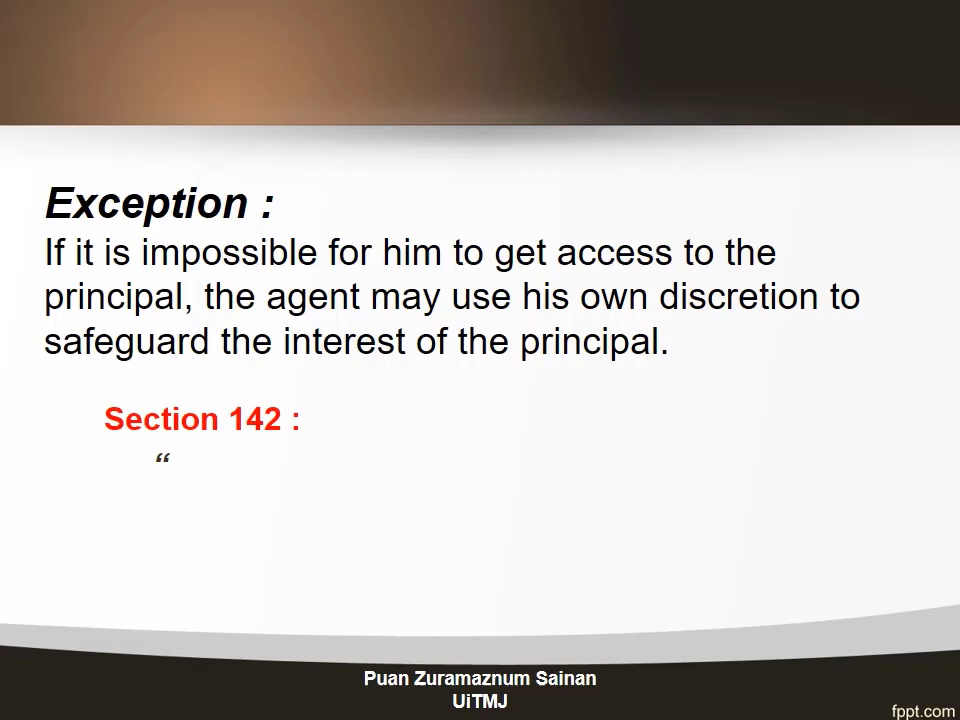 Exception :
If it is impossible for him to get access to the
principal, the agent may use his own discretion to
safeguard the interest of the principal.
Section 142 :
“
Puan Zuramaznum Sainan
UiTMJ
fppt.com